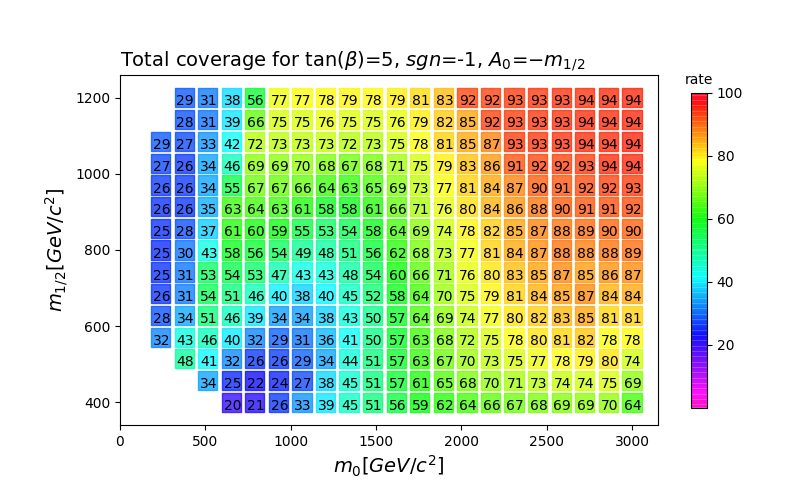 Total coverage for tan(β)=5, sgn=-1, A₀=−m₁/₂
rate
1200 29 31 38 56 77 77 78 79 78 79 81 83 92 92 93 93 93 94 94 94 100
28 31 39 66 75 75 76 75 75 76 79 82 85 92 93 93 93 94 94 94
29 27 33 42 72 73 73 73 72 73 75 78 81 85 87 93 93 93 93 94 94
1000 27 26 34 46 69 69 70 68 67 68 71 75 79 83 86 91 92 92 93 94 94 80
26 26 34 55 67 67 66 64 63 65 69 73 77 81 84 87 90 91 92 92 93
26 26 35 63 64 63 61 58 58 61 66 71 76 80 84 86 88 90 91 91 92 60
800 25 28 37 61 60 59 55 53 54 58 64 69 74 78 82 85 87 88 89 90 90
25 30 43 58 56 54 49 48 51 56 62 68 73 77 81 84 87 88 88 88 89
25 31 53 54 53 47 43 43 48 54 60 66 71 76 80 83 85 87 85 86 87 40
26 31 54 51 46 40 38 40 45 52 58 64 70 75 79 81 84 85 87 84 84
600 28 34 51 46 39 34 34 38 43 50 57 64 69 74 77 80 82 83 85 81 81
32 43 46 40 32 29 31 36 41 50 57 63 68 72 75 78 80 81 82 78 78 20
48 41 32 26 26 29 34 44 51 57 63 67 70 73 75 77 78 79 80 74
34 25 22 24 27 38 45 51 57 61 65 68 70 71 73 74 74 75 69
400 20 21 26 33 39 45 51 56 59 62 64 66 67 68 69 69 70 64
m₁/₂[GeV/c²]
0 500 1000 1500 2000 2500 3000
m₀[GeV/c²]